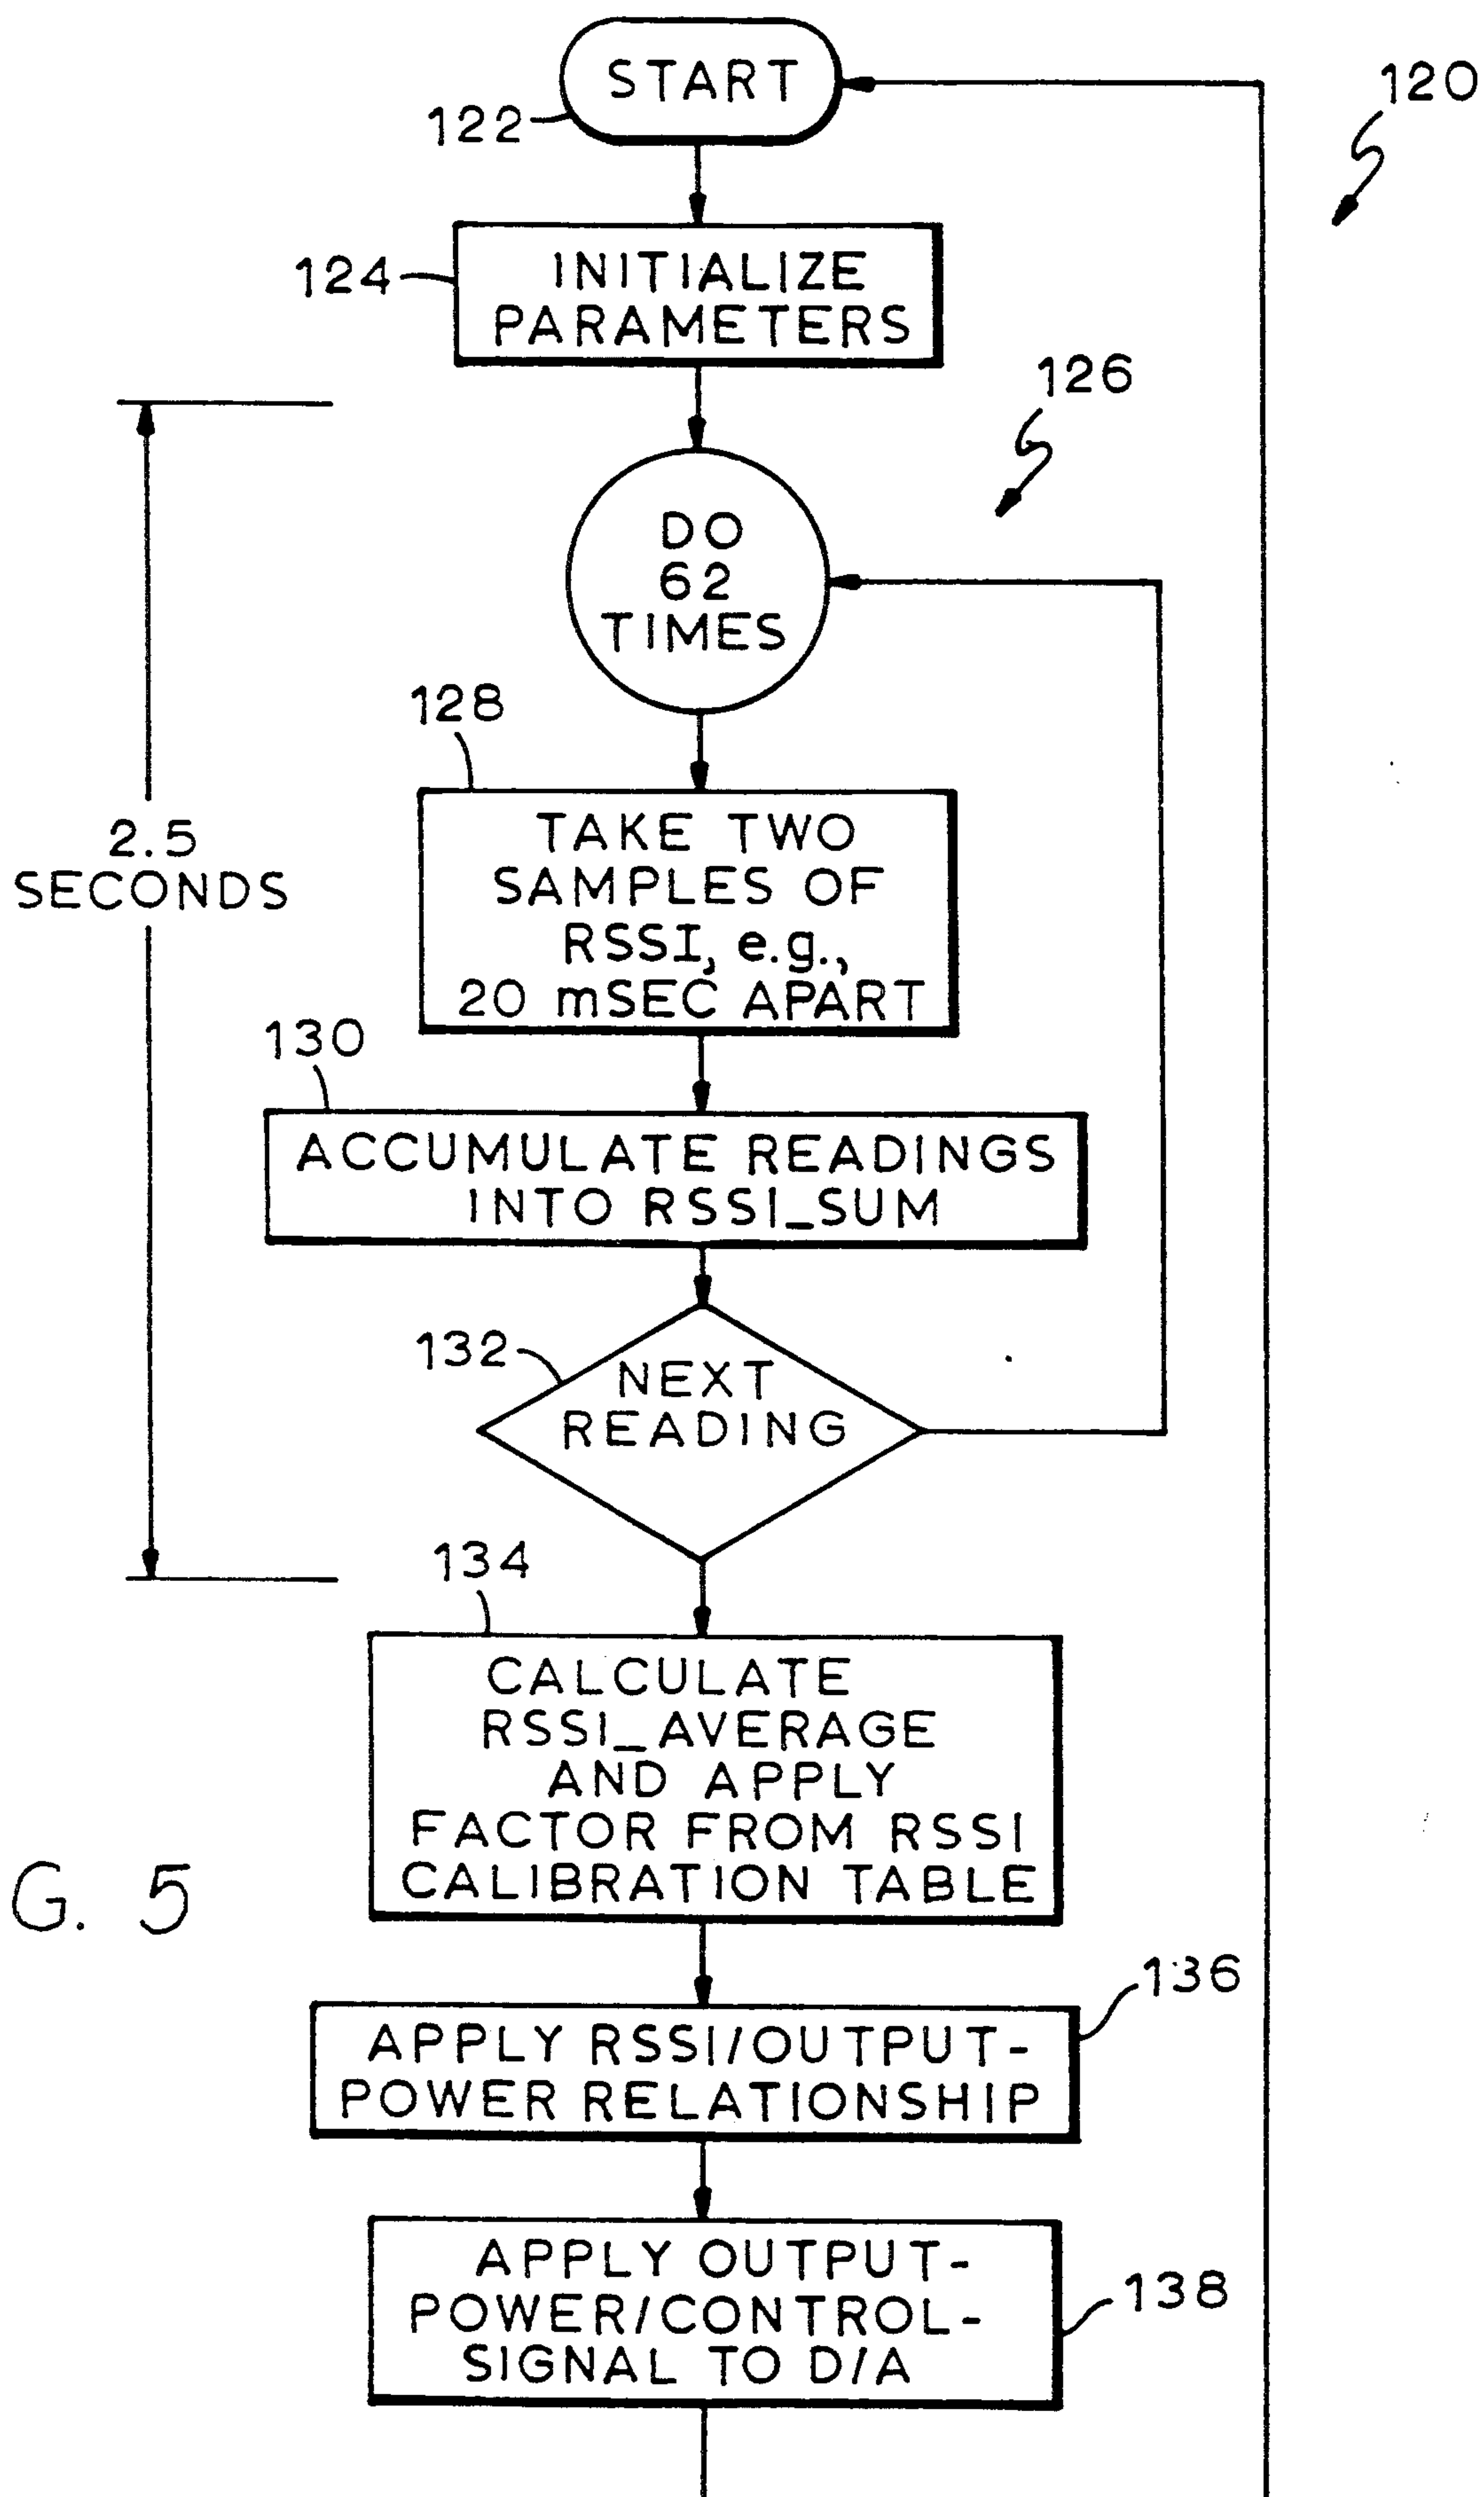 START
120
122
124
INITIALIZE
PARAMETERS
126
DO
62
TIMES
128
2.5
SECONDS
TAKE TWO
SAMPLES OF
RSSI, e.g.,
20 mSEC APART
130
ACCUMULATE READINGS
INTO RSSI_SUM
132
NEXT
READING
134
CALCULATE
RSSI_AVERAGE
AND APPLY
FACTOR FROM RSSI
CALIBRATION TABLE
G. 5
136
APPLY RSSI/OUTPUT-
POWER RELATIONSHIP
138
APPLY OUTPUT-
POWER/CONTROL-
SIGNAL TO D/A